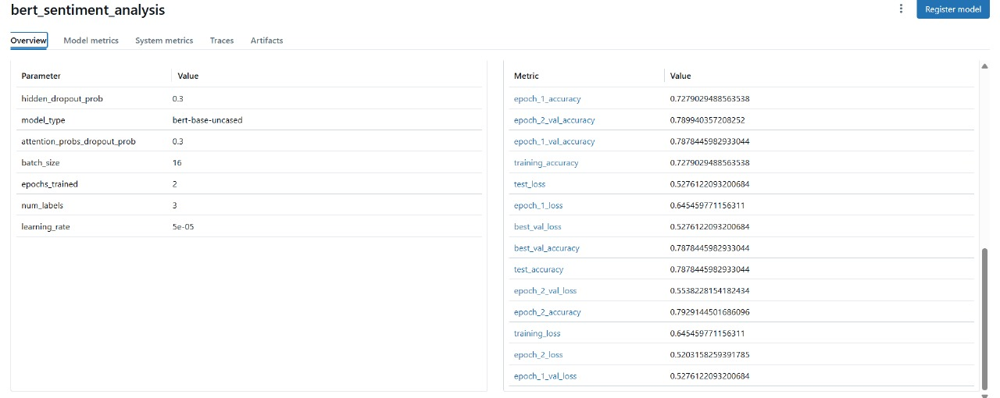 bert_sentiment_analysis
Register model
Overview Model metrics System metrics Traces Artifacts
Parameter Value
hidden_dropout_prob 0.3
model_type bert-base-uncased
attention_probs_dropout_prob 0.3
batch_size 16
epochs_trained 2
num_labels 3
learning_rate 5e-05
Metric Value
epoch_1_accuracy 0.7279029488563538
epoch_2_val_accuracy 0.789940357208252
epoch_1_val_accuracy 0.7878445982933044
training_accuracy 0.7279029488563538
test_loss 0.5276122093200684
epoch_1_loss 0.645459771156311
best_val_loss 0.5276122093200684
best_val_accuracy 0.7878445982933044
test_accuracy 0.7878445982933044
epoch_2_val_loss 0.5538228154182434
epoch_2_accuracy 0.7929144501686096
training_loss 0.645459771156311
epoch_2_loss 0.5203158259391785
epoch_1_val_loss 0.5276122093200684